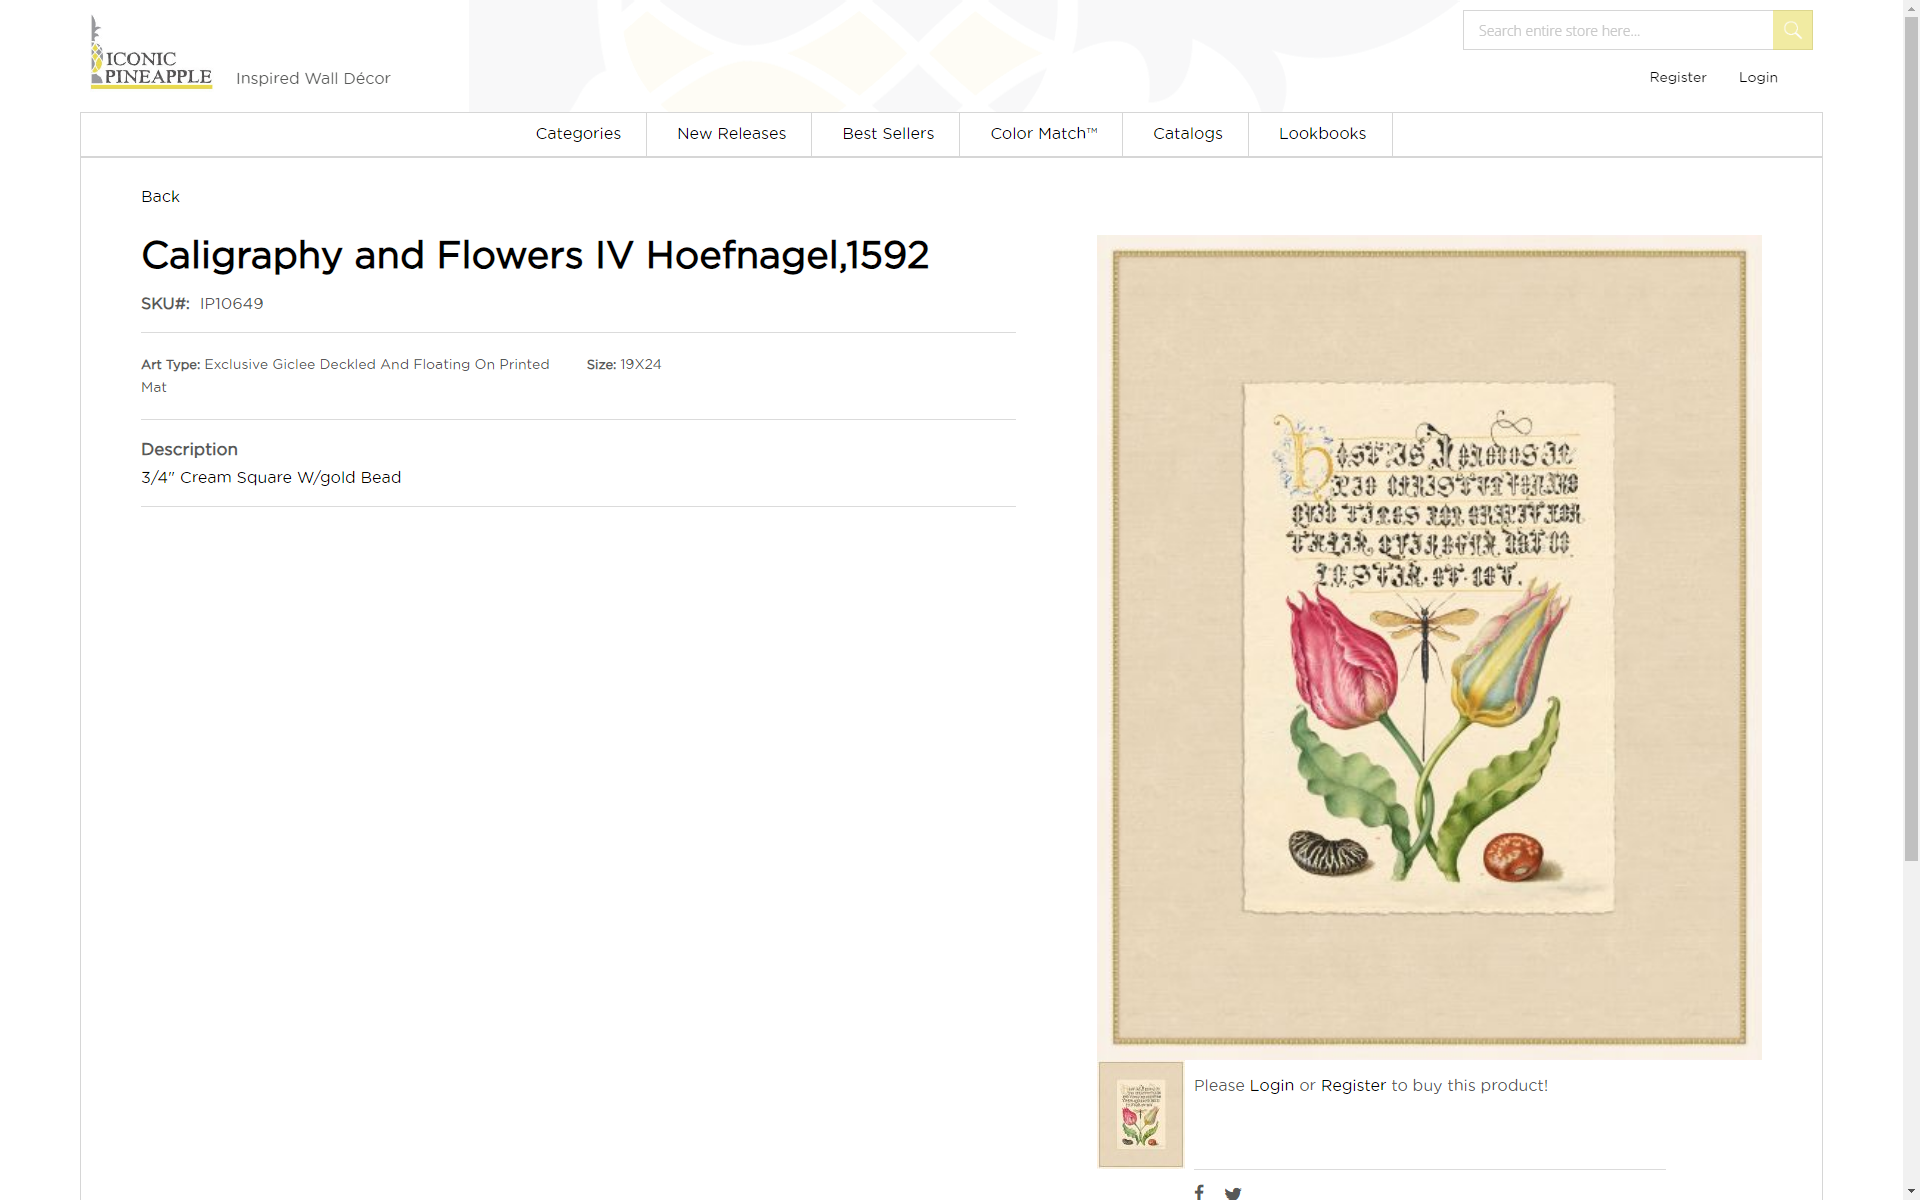 ICONIC
PINEAPPLE
Inspired Wall Décor
Search entire store here...
Register
Login
Categories
New Releases
Best Sellers
Color Match™
Catalogs
Lookbooks
Back
Caligraphy and Flowers IV Hoefnagel,1592
SKU#: IP10649
Art Type: Exclusive Giclee Deckled And Floating On Printed
Mat
Size: 19X24
Description
3/4" Cream Square W/gold Bead
Please Login or Register to buy this product!